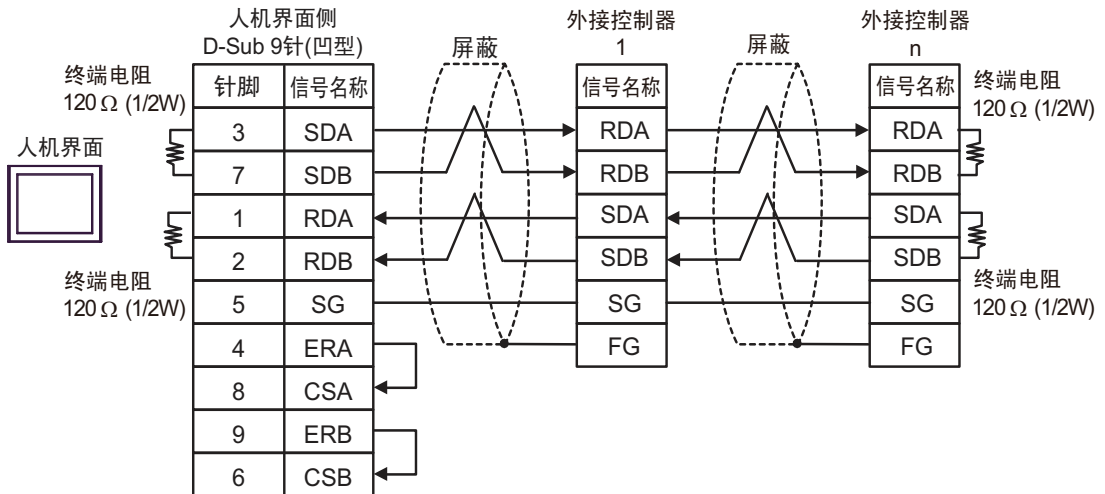 人机界面侧
D-Sub 9针(凹型)
屏蔽
外接控制器
1
屏蔽
外接控制器
n
终端电阻
120Ω (1/2W)
针脚 信号名称
信号名称
信号名称
终端电阻
120Ω (1/2W)
人机界面
3 SDA RDA RDA
7 SDB RDB RDB
1 RDA SDA SDA
2 RDB SDB SDB
终端电阻
120Ω (1/2W)
5 SG SG SG
终端电阻
120Ω (1/2W)
4 ERA FG FG
8 CSA
9 ERB
6 CSB